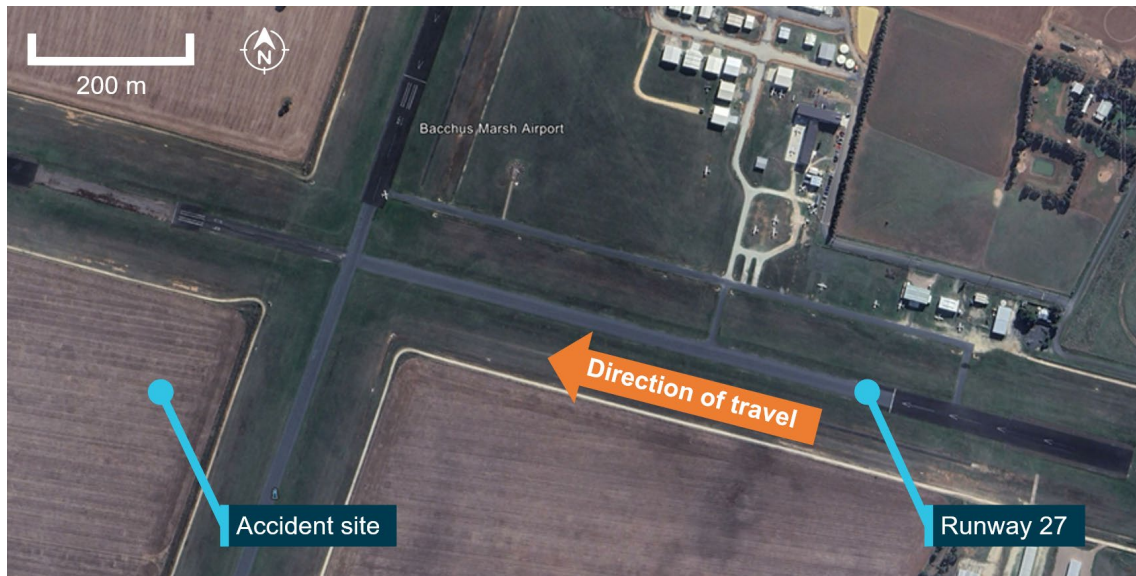 N
200 m
Bacchus Marsh Airport
Direction of travel
Accident site
Runway 27